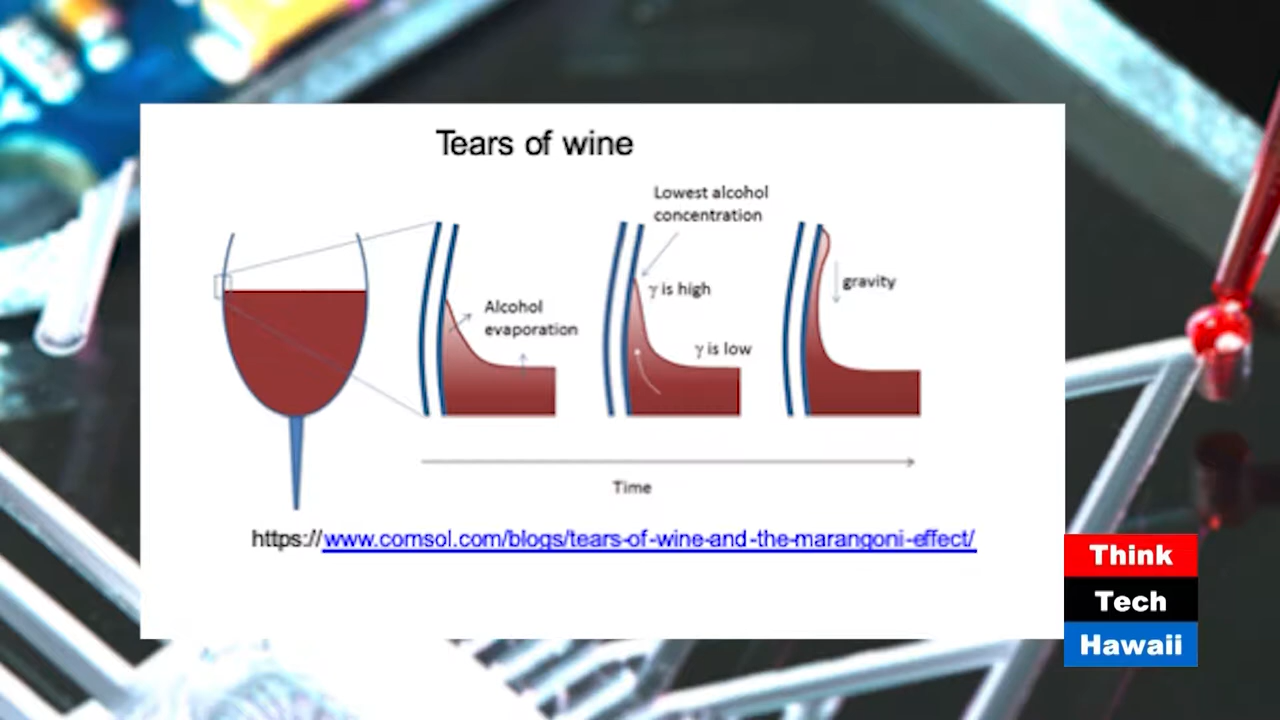 Tears of wine
Lowest alcohol
concentration
Alcohol
evaporation
γ is high
γ is low
gravity
Time
https://www.comsol.com/blogs/tears-of-wine-and-the-marangoni-effect/
Think
Tech
Hawaii